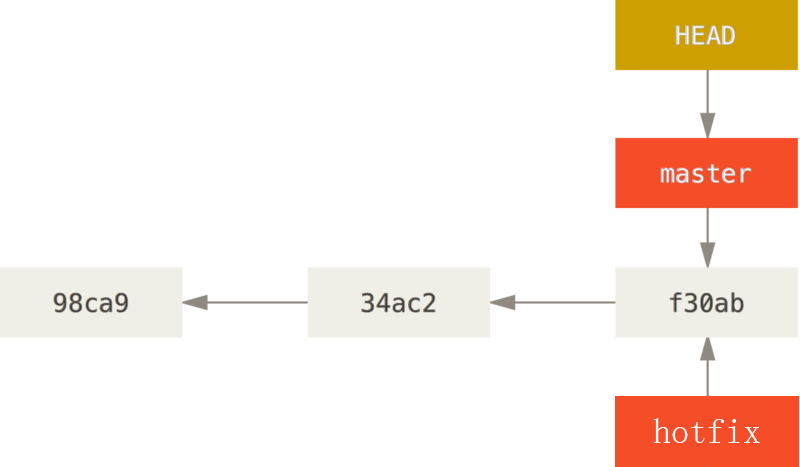 HEAD
master
98ca9
34ac2
f30ab
hotfix